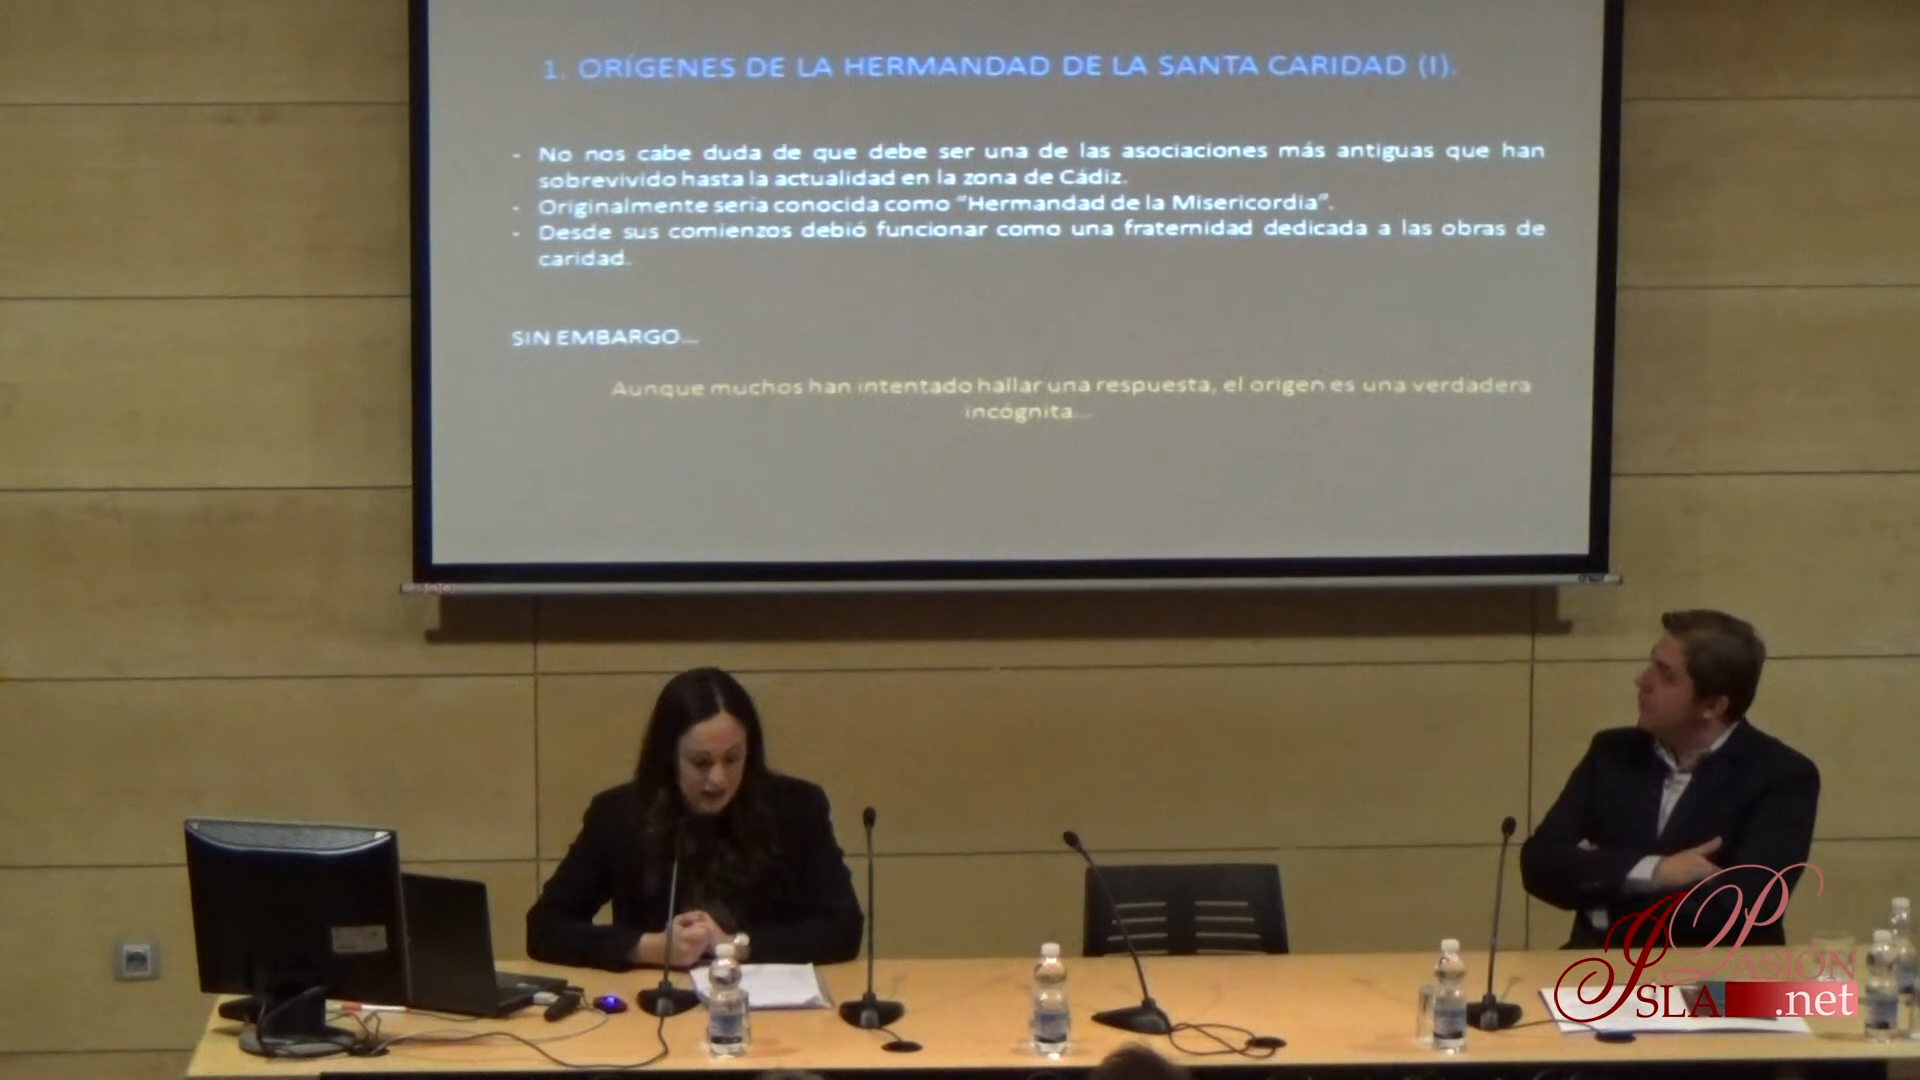 1. ORÍGENES DE LA HERMANDAD DE LA SANTA CARIDAD (I).
- No nos cabe duda de que debe ser una de las asociaciones más antiguas que han
sobrevivido hasta la actualidad en la zona de Cádiz.
- Originalmente sería conocida como “Hermandad de la Misericordia”.
- Desde sus comienzos debió funcionar como una fraternidad dedicada a las obras de
caridad.
SIN EMBARGO...
Aunque muchos han intentado hallar una respuesta, el origen es una verdadera
incógnita...
PASIÓN
ISLA .net